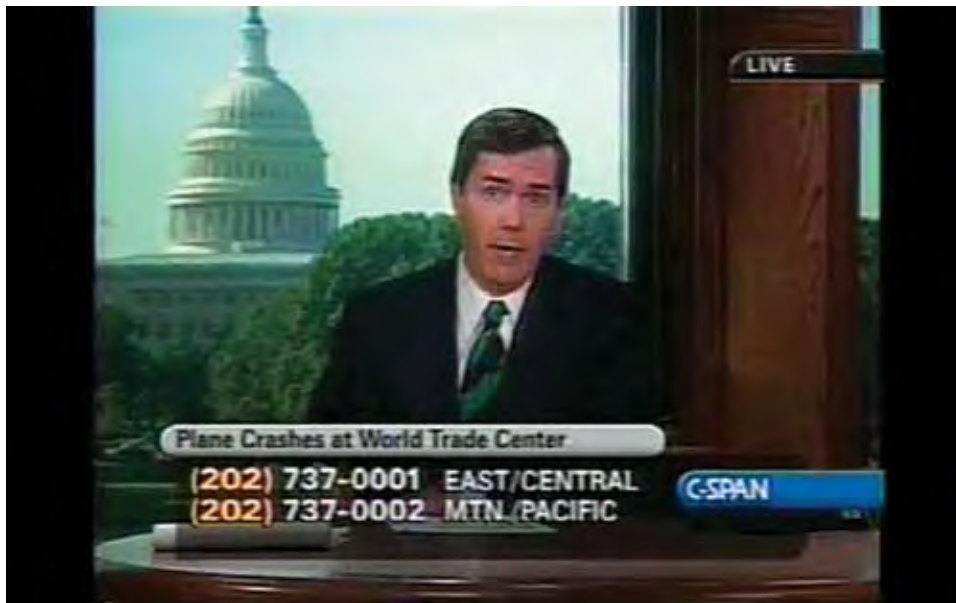 LIVE
Plane Crashes at World Trade Center
(202) 737-0001 EAST/CENTRAL
(202) 737-0002 MTN./PACIFIC
C-SPAN